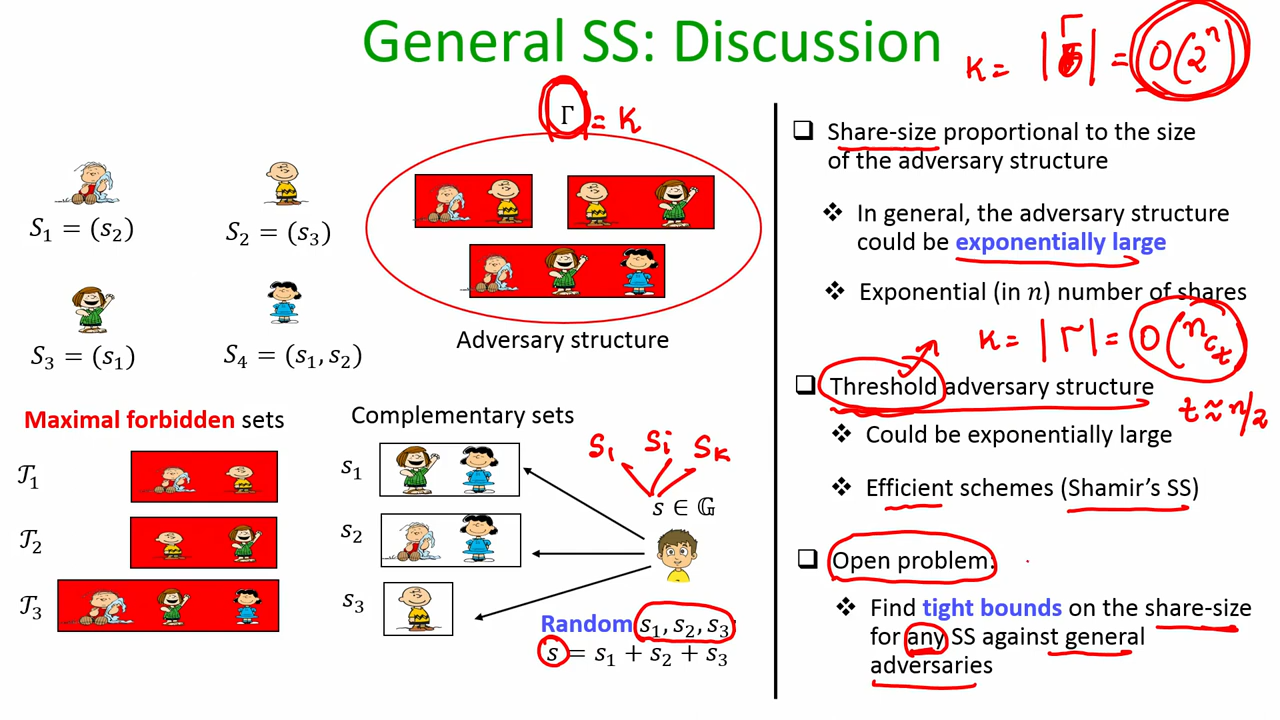 General SS: Discussion
K = |Γ| = O(2ⁿ)
Γ = K
S₁ = (s₂)
S₂ = (s₃)
S₃ = (s₁)
S₄ = (s₁, s₂)
Adversary structure
Maximal forbidden sets
𝒯₁
𝒯₂
𝒯₃
Complementary sets
s₁
s₂
s₃
S₁ Si SK
s ∈ 𝔾
Random s₁, s₂, s₃:
s = s₁ + s₂ + s₃
❑ Share-size proportional to the size
of the adversary structure
❖ In general, the adversary structure
could be exponentially large
❖ Exponential (in n) number of shares
K = |Γ| = O(ⁿCₜ)
❑ Threshold adversary structure
t ≈ n/2
❖ Could be exponentially large
❖ Efficient schemes (Shamir's SS)
❑ Open problem:
❖ Find tight bounds on the share-size
for any SS against general
adversaries